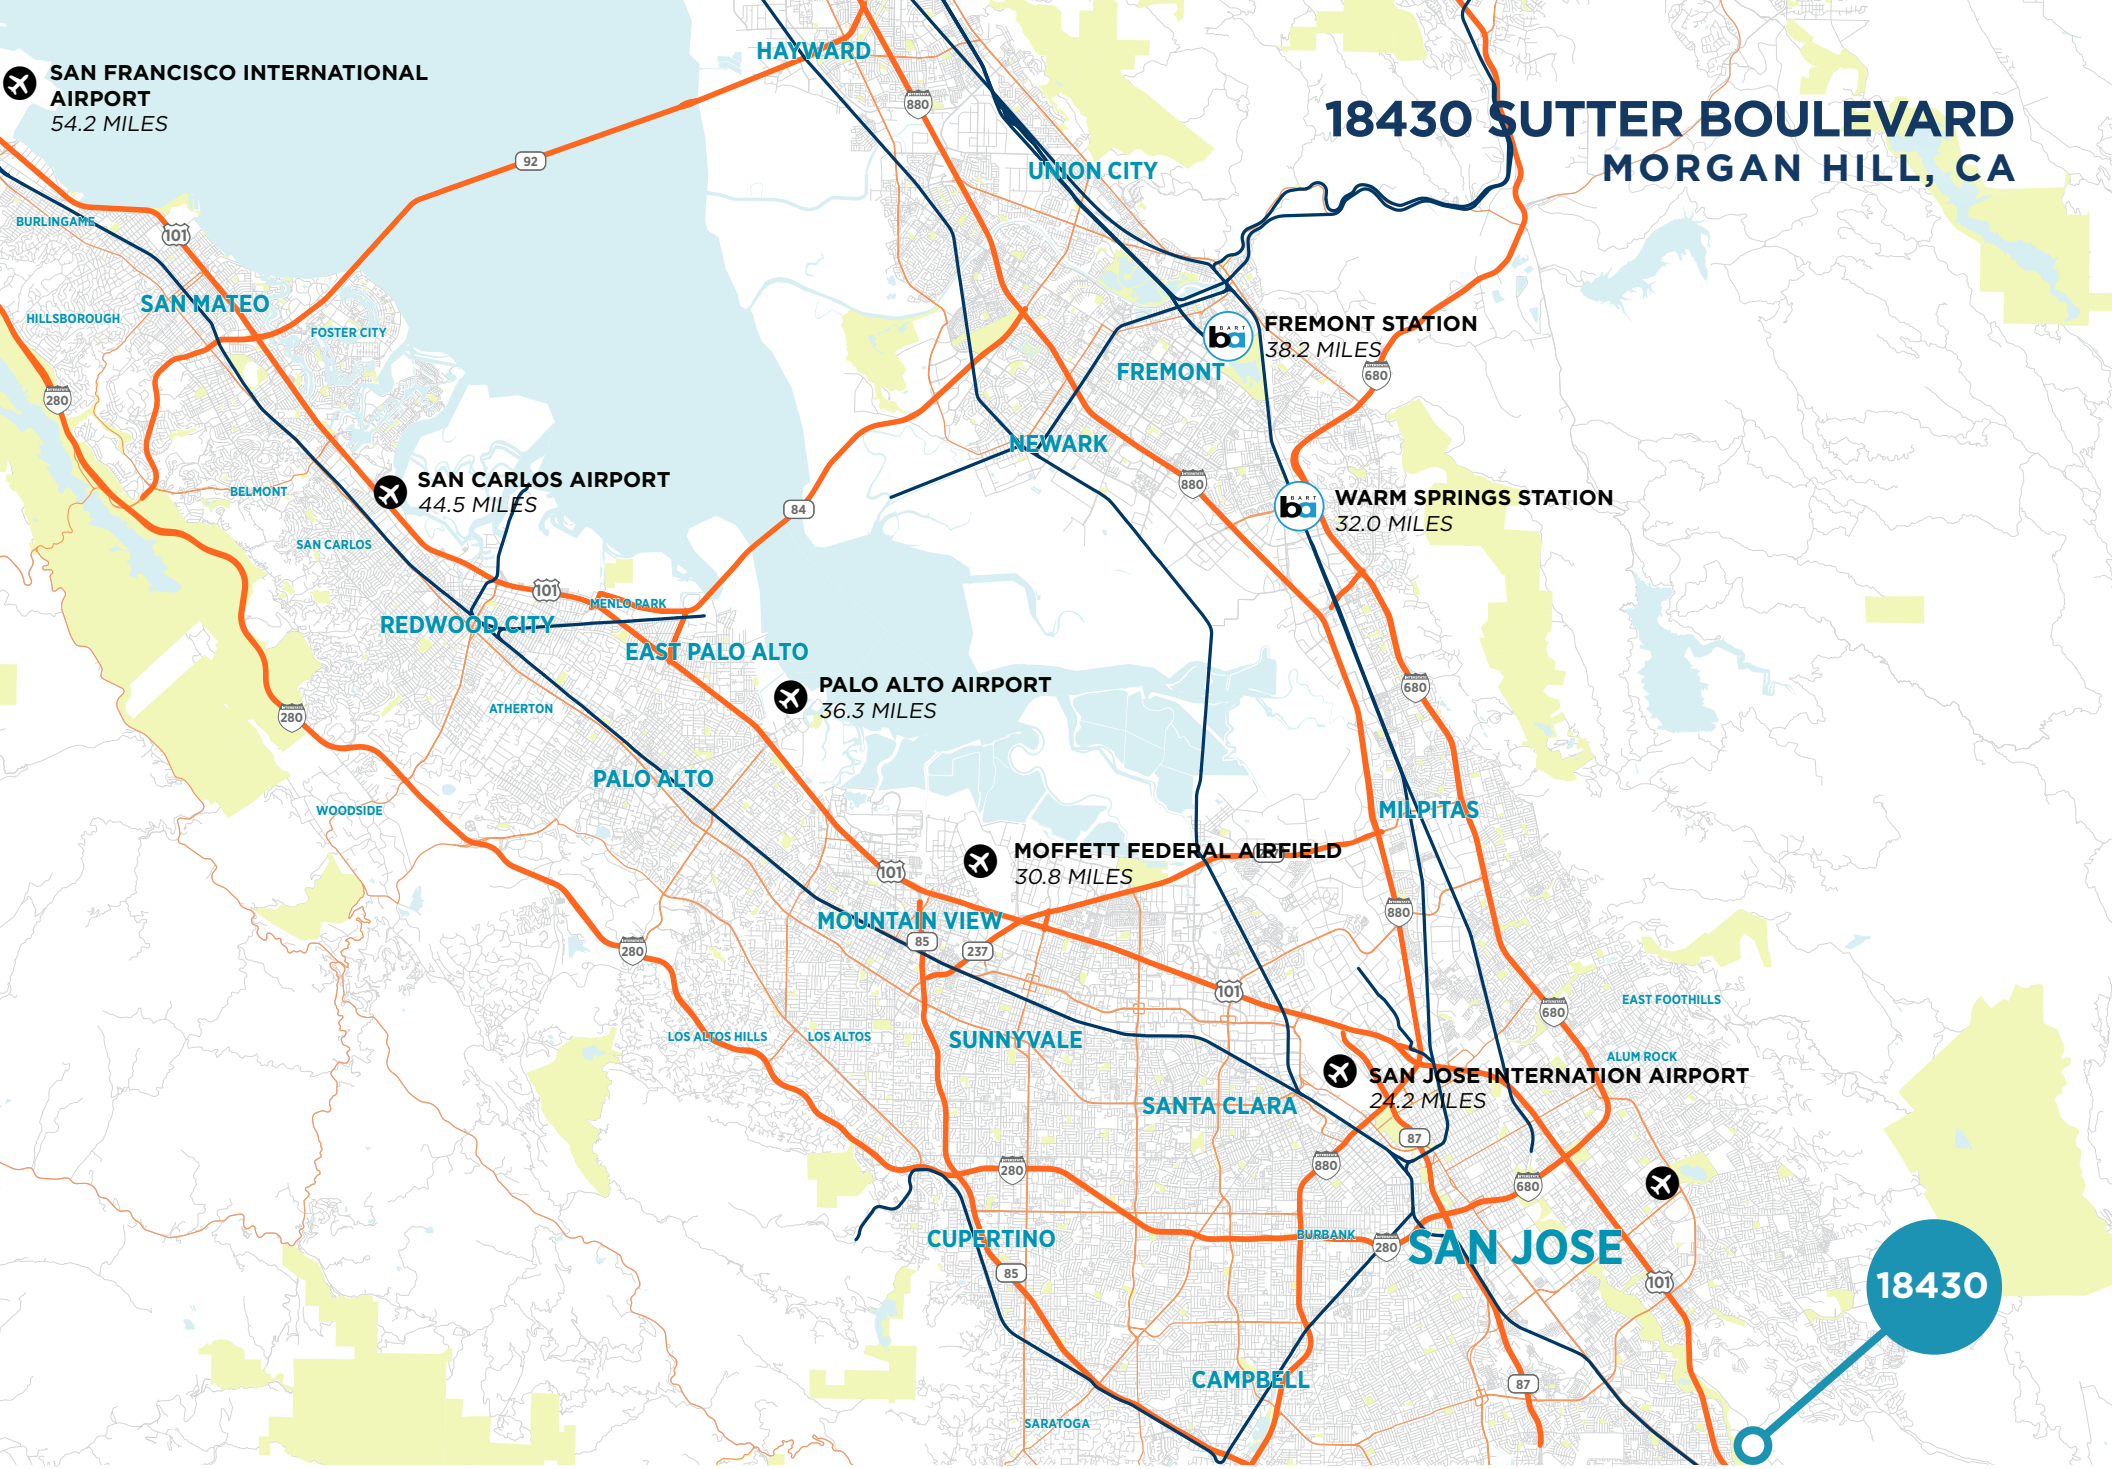 HAYWARD
SAN FRANCISCO INTERNATIONAL
AIRPORT
54.2 MILES
880
18430 SUTTER BOULEVARD
MORGAN HILL, CA
92
UNION CITY
BURLINGAME
101
SAN MATEO
HILLSBOROUGH
FOSTER CITY
BART
ba
FREMONT STATION
38.2 MILES
FREMONT
680
280
NEWARK
SAN CARLOS AIRPORT
44.5 MILES
BELMONT
880
84
BART
ba
WARM SPRINGS STATION
32.0 MILES
SAN CARLOS
101
MENLO PARK
REDWOOD CITY
EAST PALO ALTO
PALO ALTO AIRPORT
36.3 MILES
680
ATHERTON
280
PALO ALTO
WOODSIDE
MILPITAS
MOFFETT FEDERAL AIRFIELD
30.8 MILES
237
101
MOUNTAIN VIEW
880
85
237
280
101
EAST FOOTHILLS
680
LOS ALTOS HILLS
LOS ALTOS
SUNNYVALE
ALUM ROCK
SAN JOSE INTERNATION AIRPORT
24.2 MILES
SANTA CLARA
87
280
880
680
CUPERTINO
BURBANK
280
SAN JOSE
85
101
18430
CAMPBELL
87
SARATOGA